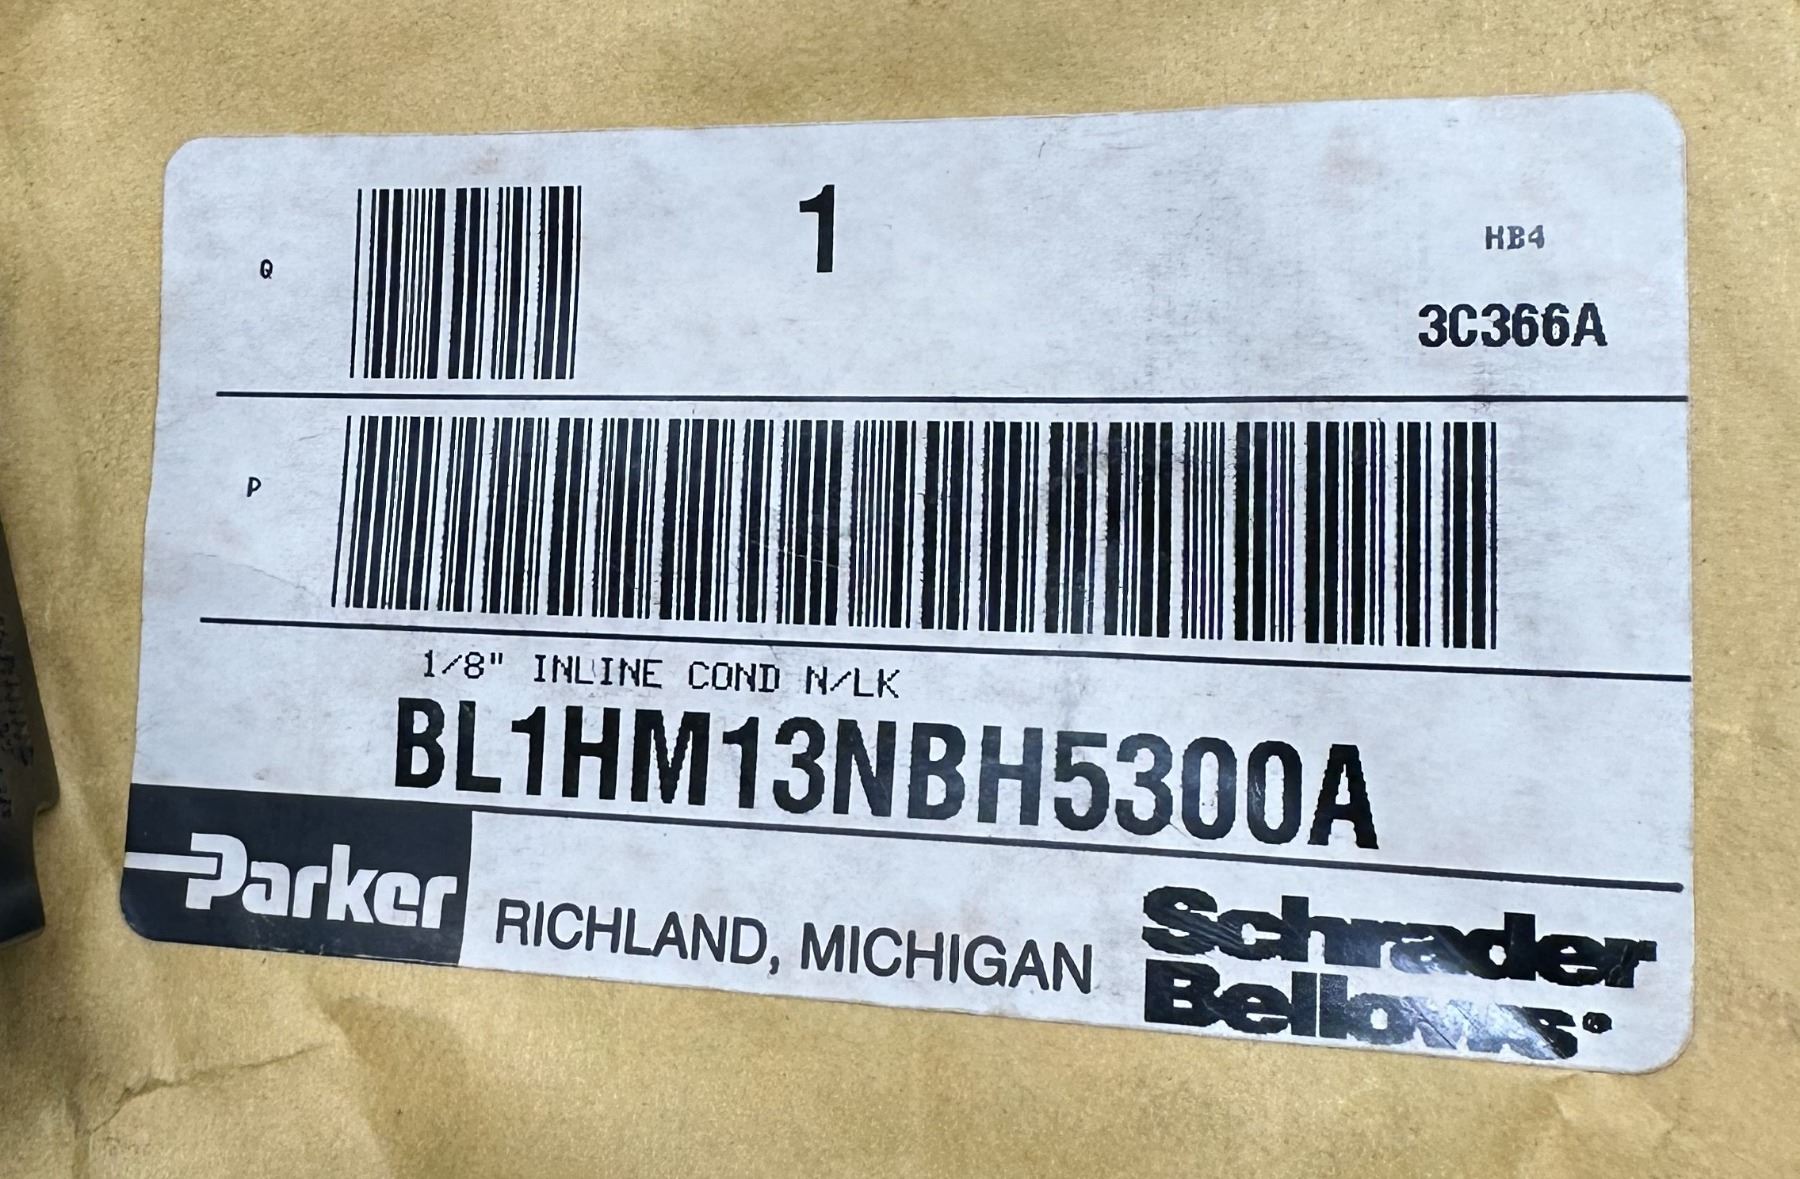 Q
1
HB4
3C366A
P
1/8" INLINE COND N/LK
BL1HM13NBH5300A
Parker
RICHLAND, MICHIGAN
Schrader
Bellows®